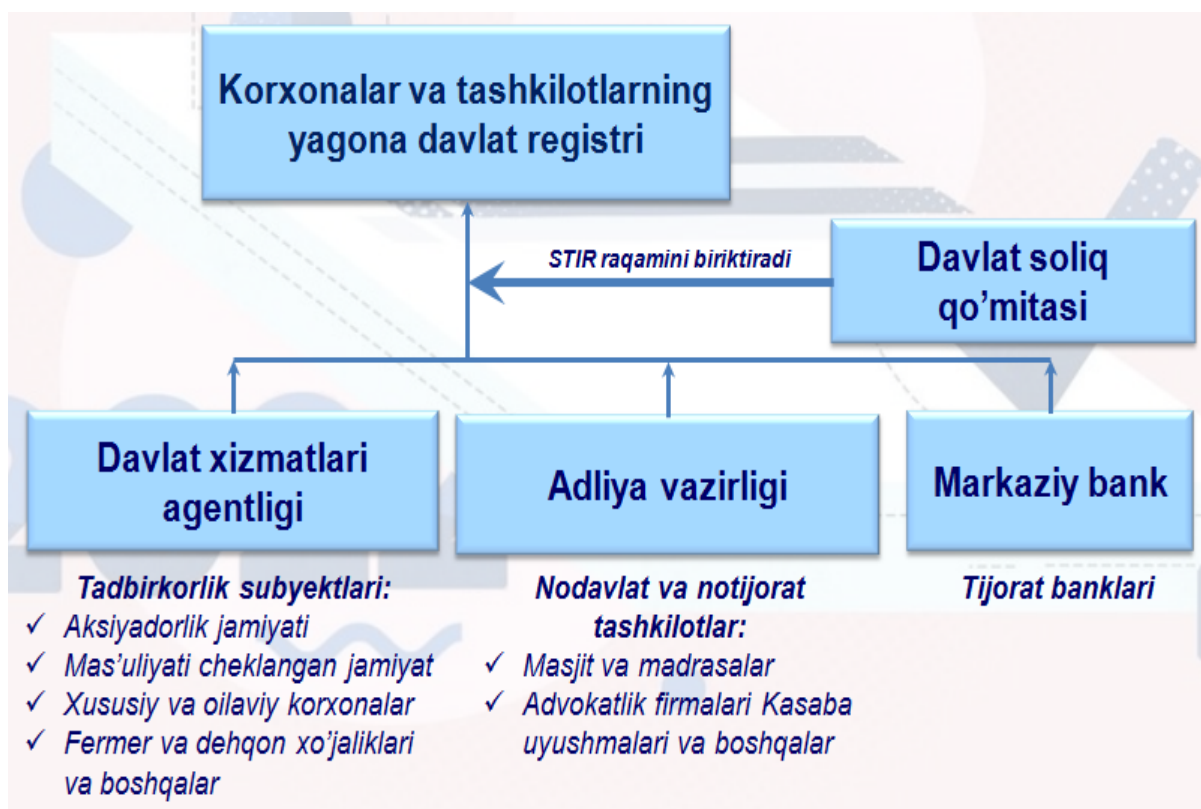 Korxonalar va tashkilotlarning
yagona davlat registri
STIR raqamini biriktiradi
Davlat soliq
qo'mitasi
Davlat xizmatlari
agentligi
Adliya vazirligi
Markaziy bank
Tadbirkorlik subyektlari:
✓ Aksiyadorlik jamiyati
✓ Mas'uliyati cheklangan jamiyat
✓ Xususiy va oilaviy korxonalar
✓ Fermer va dehqon xo'jaliklari
va boshqalar
Nodavlat va notijorat
tashkilotlar:
✓ Masjit va madrasalar
✓ Advokatlik firmalari Kasaba
uyushmalari va boshqalar
Tijorat banklari